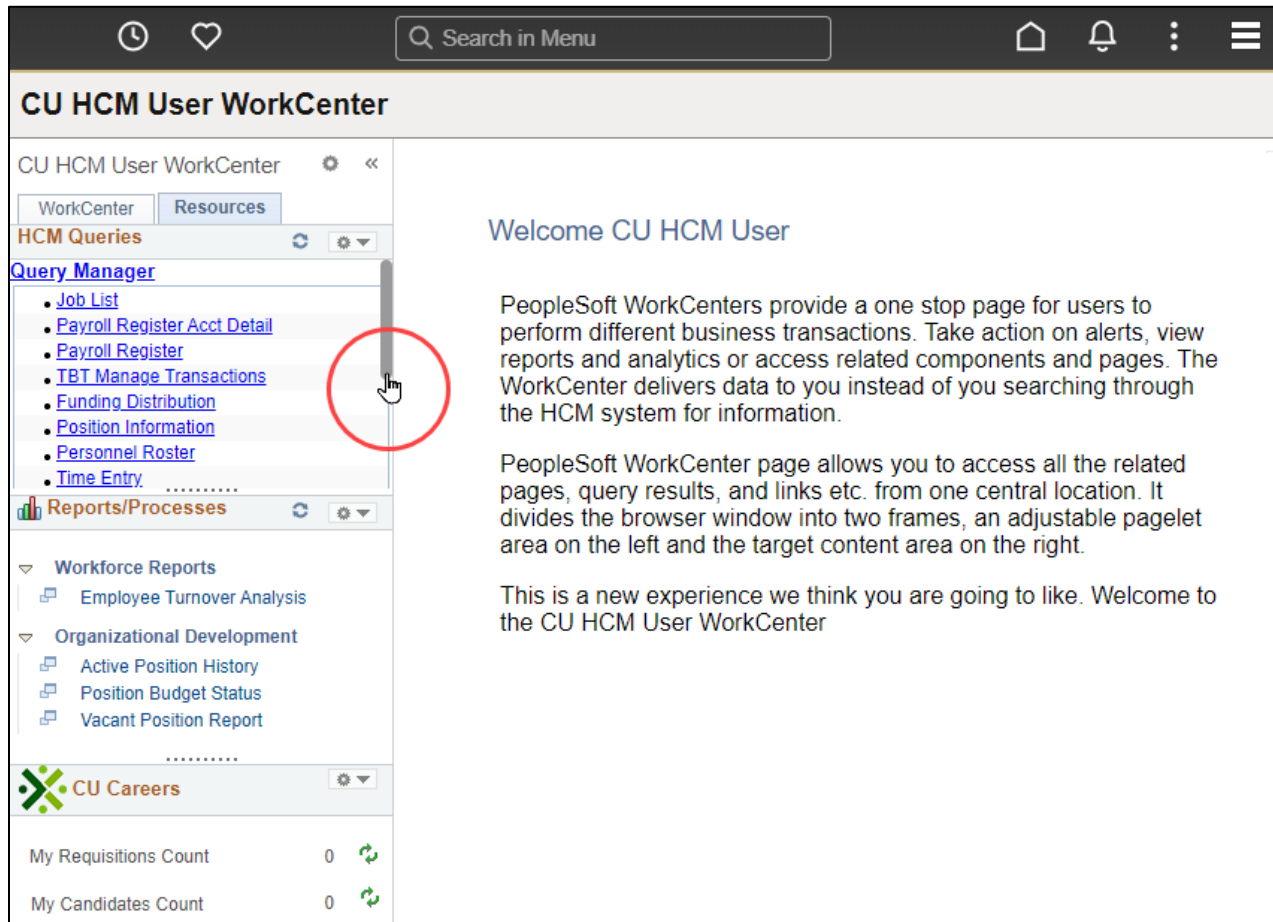 Search in Menu
CU HCM User WorkCenter
CU HCM User WorkCenter
WorkCenter
Resources
HCM Queries
Query Manager
Job List
Payroll Register Acct Detail
Payroll Register
TBT Manage Transactions
Funding Distribution
Position Information
Personnel Roster
Time Entry
Reports/Processes
Workforce Reports
Employee Turnover Analysis
Organizational Development
Active Position History
Position Budget Status
Vacant Position Report
CU Careers
My Requisitions Count 0
My Candidates Count 0
Welcome CU HCM User
PeopleSoft WorkCenters provide a one stop page for users to
perform different business transactions. Take action on alerts, view
reports and analytics or access related components and pages. The
WorkCenter delivers data to you instead of you searching through
the HCM system for information.
PeopleSoft WorkCenter page allows you to access all the related
pages, query results, and links etc. from one central location. It
divides the browser window into two frames, an adjustable pagelet
area on the left and the target content area on the right.
This is a new experience we think you are going to like. Welcome to
the CU HCM User WorkCenter